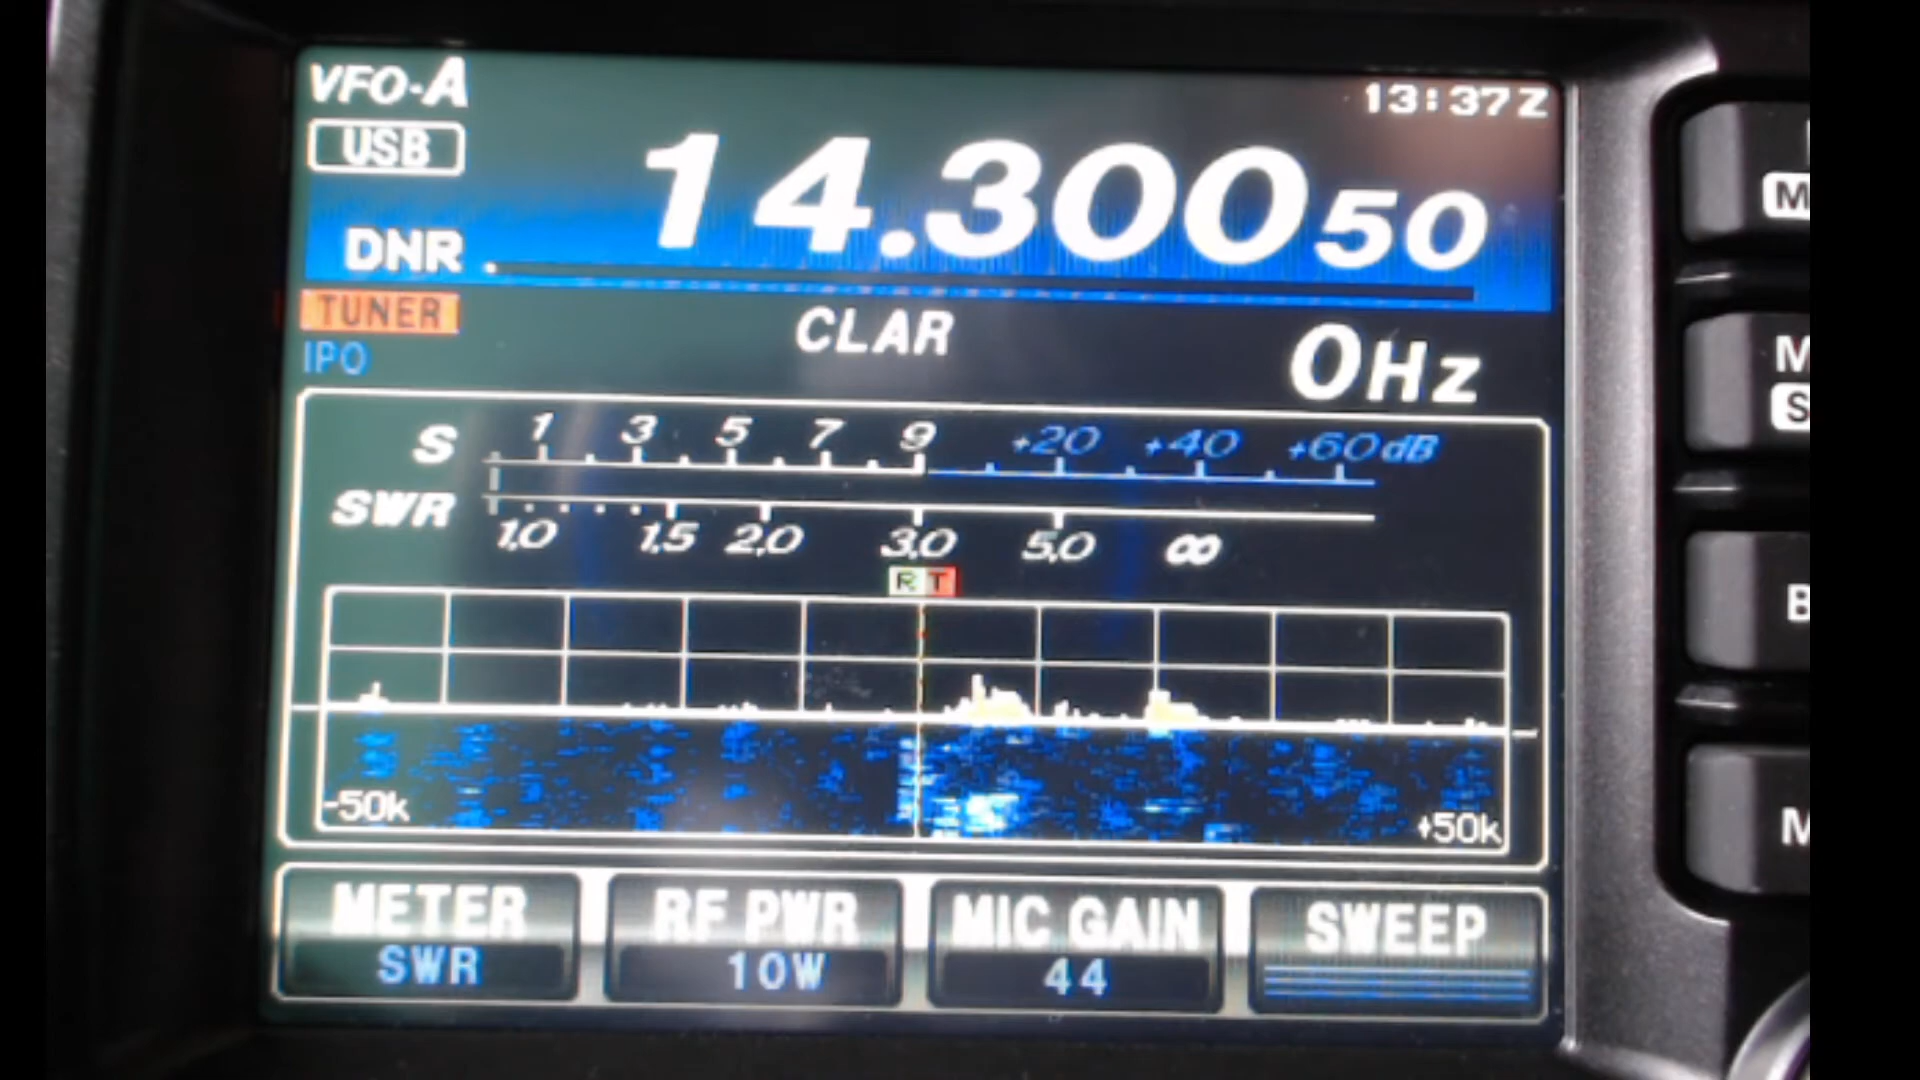 VFO-A
13:37Z
USB
14.300 50
DNR
TUNER
IPO
CLAR
0Hz
S 1 3 5 7 9 +20 +40 +60dB
SWR 1.0 1.5 2.0 3.0 5.0 ∞
R T
-50k
+50k
METER RF PWR MIC GAIN SWEEP
SWR 10W 44
M
M
S
B
M